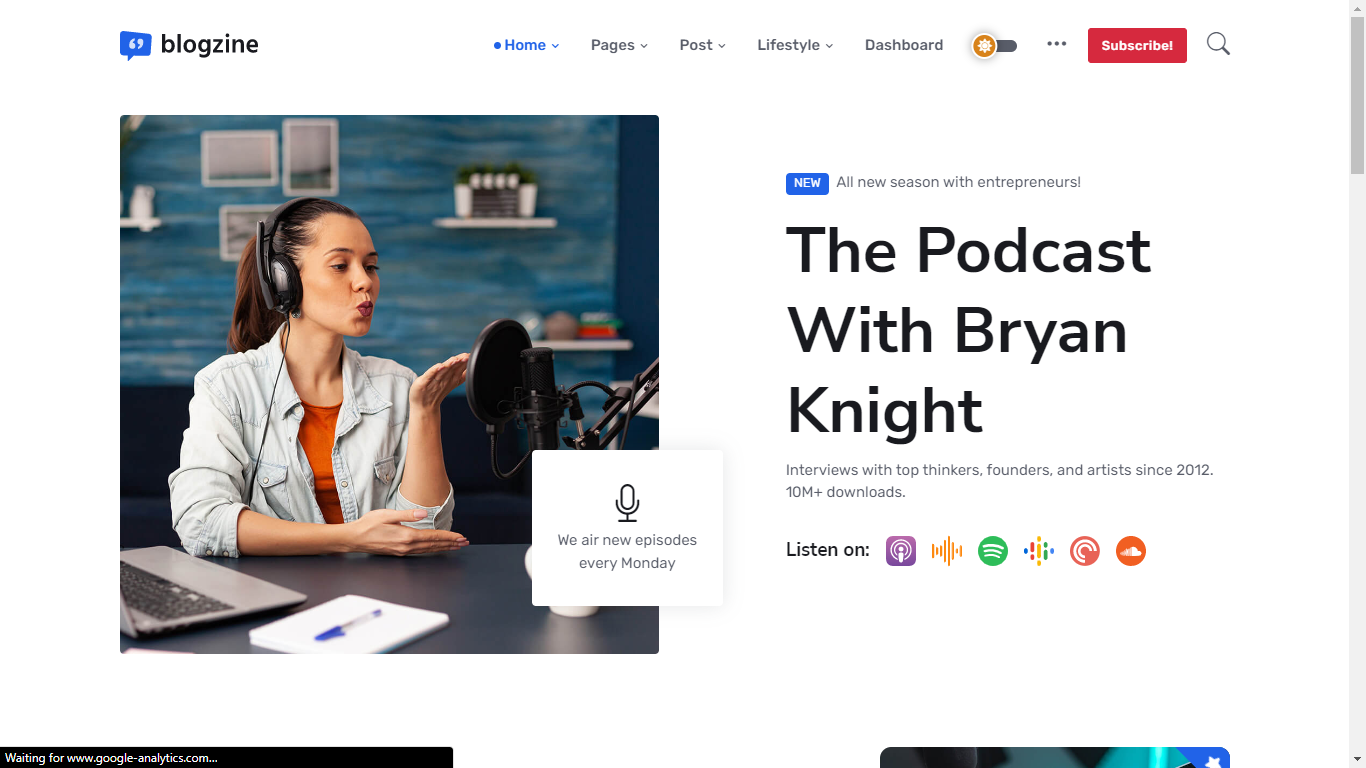 blogzine
Home Pages Post Lifestyle Dashboard Subscribe!
NEW All new season with entrepreneurs!
The Podcast
With Bryan
Knight
Interviews with top thinkers, founders, and artists since 2012.
10M+ downloads.
Listen on:
We air new episodes
every Monday
Waiting for www.google-analytics.com...